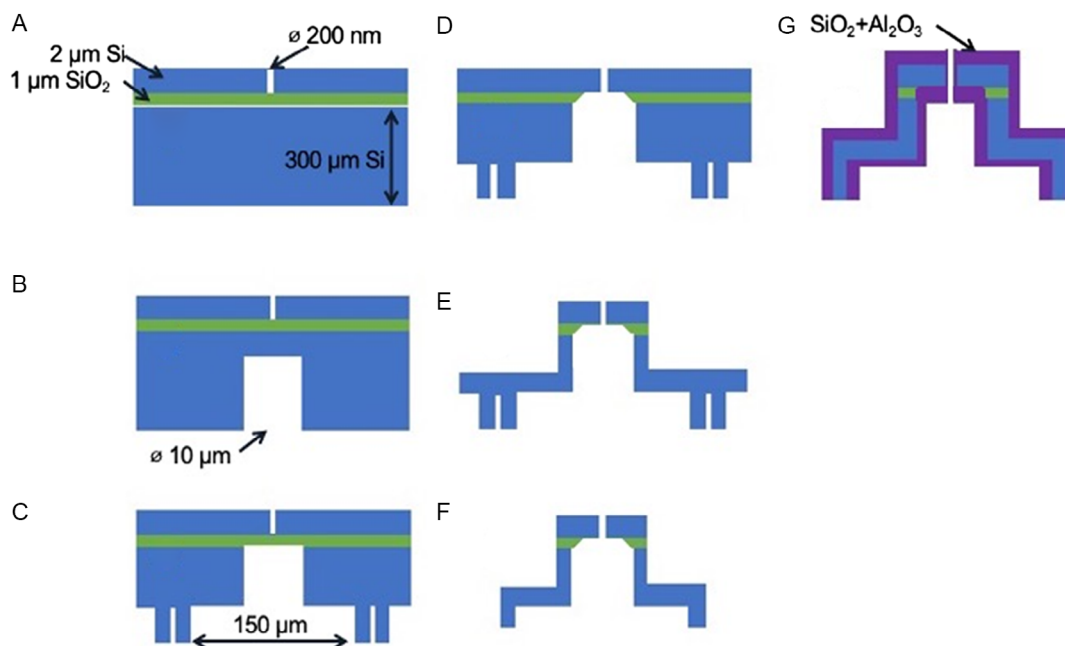 A
2 µm Si
1 µm SiO₂
ø 200 nm
300 µm Si
B
ø 10 µm
C
150 µm
D
E
F
G
SiO₂+Al₂O₃